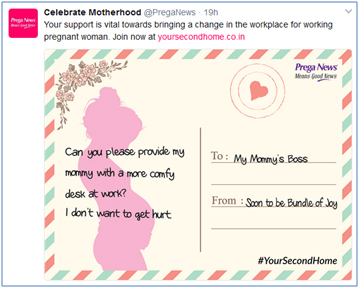 Celebrate Motherhood @PregaNews · 19h
Your support is vital towards bringing a change in the workplace for working
pregnant woman. Join now at yoursecondhome.co.in
Prega News
Prega News
Means Good News
Can you please provide my
mommy with a more comfy
desk at work?
I don't want to get hurt.
To : My Mommy's Boss
From : Soon to be Bundle of Joy
#YourSecondHome